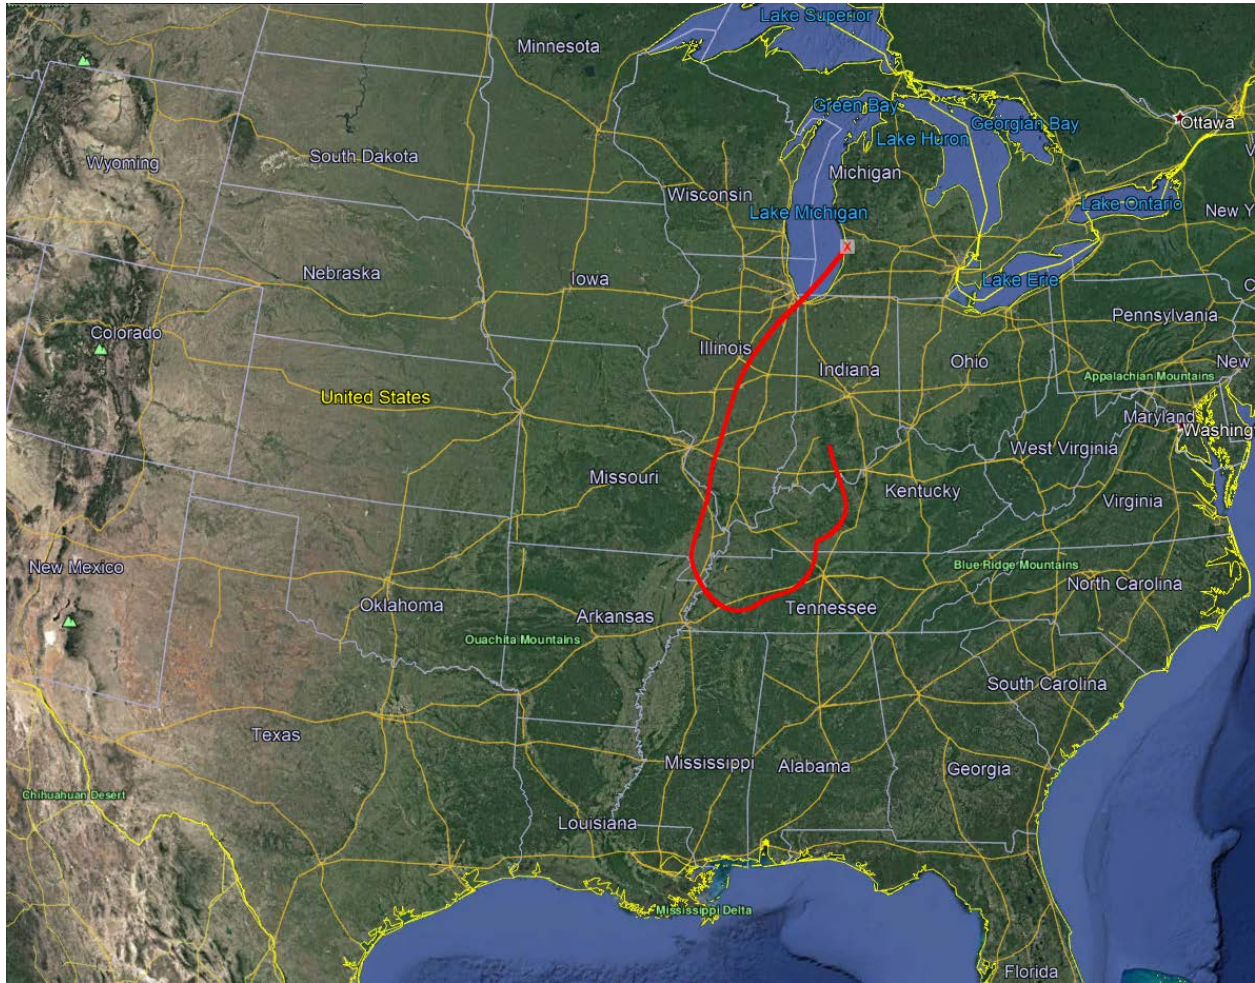 Lake Superior
Minnesota
Green Bay
Georgian Bay
Ottawa
Lake Huron
Wyoming
South Dakota
Michigan
Wisconsin
Lake Ontario
Lake Michigan
New Y
X
Nebraska
Iowa
Lake Erie
Pennsylvania
Colorado
Illinois
Indiana
Ohio
New
Appalachian Mountains
United States
Maryland
Washingt
West Virginia
Missouri
Kentucky
Virginia
New Mexico
Blue Ridge Mountains
North Carolina
Oklahoma
Arkansas
Tennessee
Ouachita Mountains
South Carolina
Texas
Mississippi
Alabama
Georgia
Chihuahuan Desert
Louisiana
Mississippi Delta
Florida